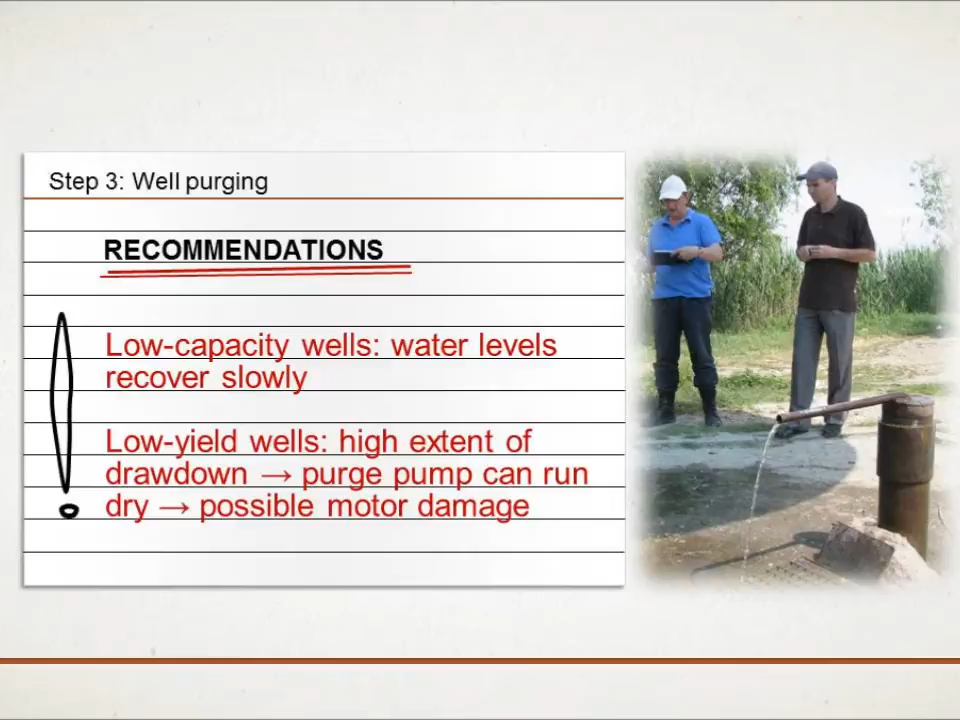 Step 3: Well purging
RECOMMENDATIONS
Low-capacity wells: water levels
recover slowly
Low-yield wells: high extent of
drawdown → purge pump can run
dry → possible motor damage